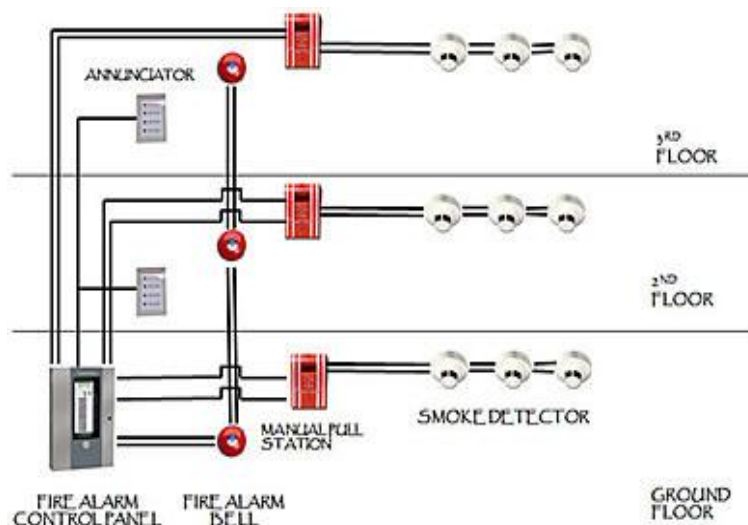 ANNUNCIATOR
3RD
FLOOR
2ND
FLOOR
MANUAL PULL
STATION
SMOKE DETECTOR
FIRE ALARM
CONTROL PANEL
FIRE ALARM
BELL
GROUND
FLOOR